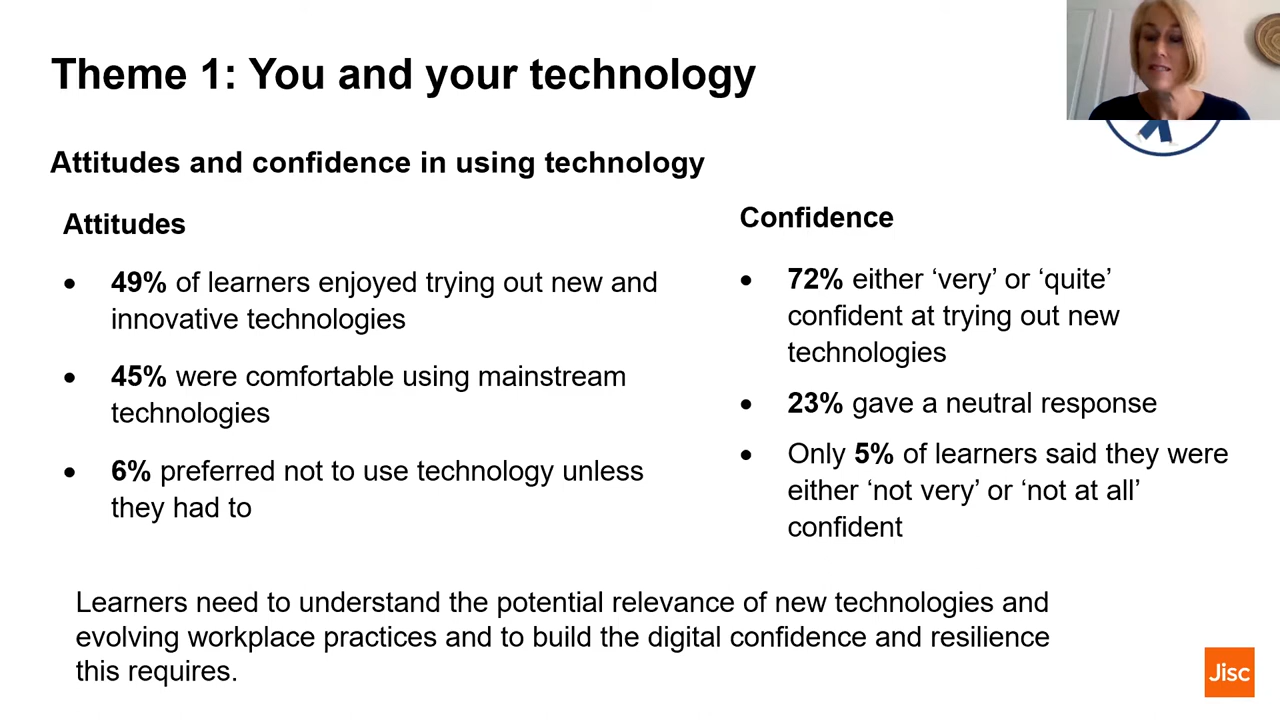 Theme 1: You and your technology
Attitudes and confidence in using technology
Attitudes
• 49% of learners enjoyed trying out new and
innovative technologies
• 45% were comfortable using mainstream
technologies
• 6% preferred not to use technology unless
they had to
Confidence
• 72% either ‘very’ or ‘quite’
confident at trying out new
technologies
• 23% gave a neutral response
• Only 5% of learners said they were
either ‘not very’ or ‘not at all’
confident
Learners need to understand the potential relevance of new technologies and
evolving workplace practices and to build the digital confidence and resilience
this requires.
Jisc